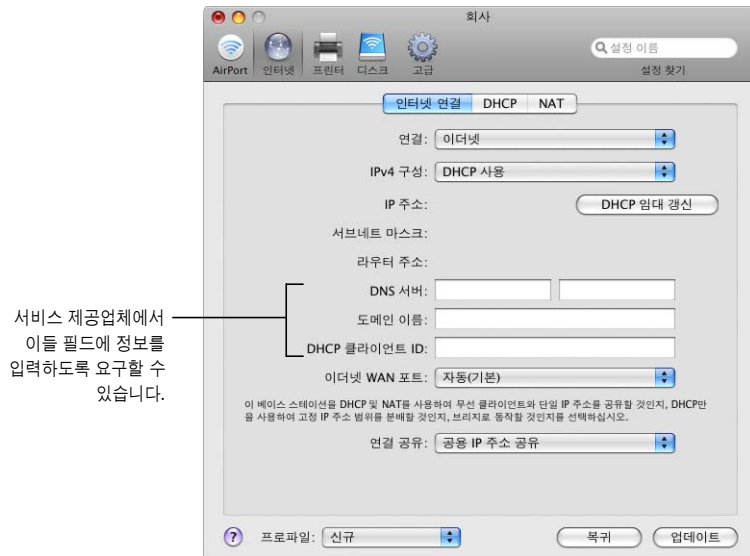 회사
AirPort 인터넷 프린터 디스크 고급
설정 이름
설정 찾기
인터넷 연결 DHCP NAT
연결: 이더넷
IPv4 구성: DHCP 사용
IP 주소: DHCP 임대 갱신
서브네트 마스크:
라우터 주소:
DNS 서버:
도메인 이름:
DHCP 클라이언트 ID:
서비스 제공업체에서
이들 필드에 정보를
입력하도록 요구할 수
있습니다.
이더넷 WAN 포트: 자동(기본)
이 베이스 스테이션을 DHCP 및 NAT를 사용하여 무선 클라이언트와 단일 IP 주소를 공유할 것인지, DHCP만
을 사용하여 고정 IP 주소 범위를 분배할 것인지, 브리지로 동작할 것인지를 선택하십시오.
연결 공유: 공용 IP 주소 공유
? 프로파일: 신규 복귀 업데이트